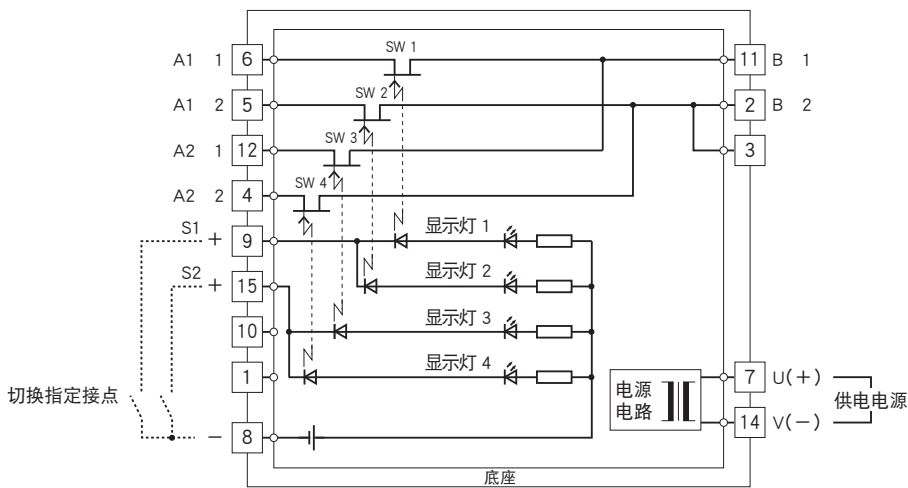 SW 1
A1 1 6
11 B 1
SW 2
A1 2 5
2 B 2
SW 3
A2 1 12
3
SW 4
A2 2 4
S1 + 9
显示灯 1
S2 + 15
显示灯 2
10
显示灯 3
1
显示灯 4
切换指定接点
- 8
电源
电路
7 U(+)
供电电源
14 V(-)
底座